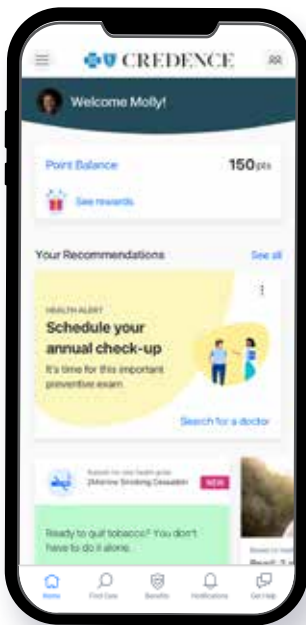 CREDENCE
Welcome Molly!
Point Balance
150 pts
See rewards
Your Recommendations
See all
HEALTH ALERT
Schedule your
annual check-up
It's time for this important
preventive exam
Search for a doctor
NEW
Ready to quit tobacco? You don't
have to do it alone.
Home
Find Care
Benefits
Notifications
Get Help